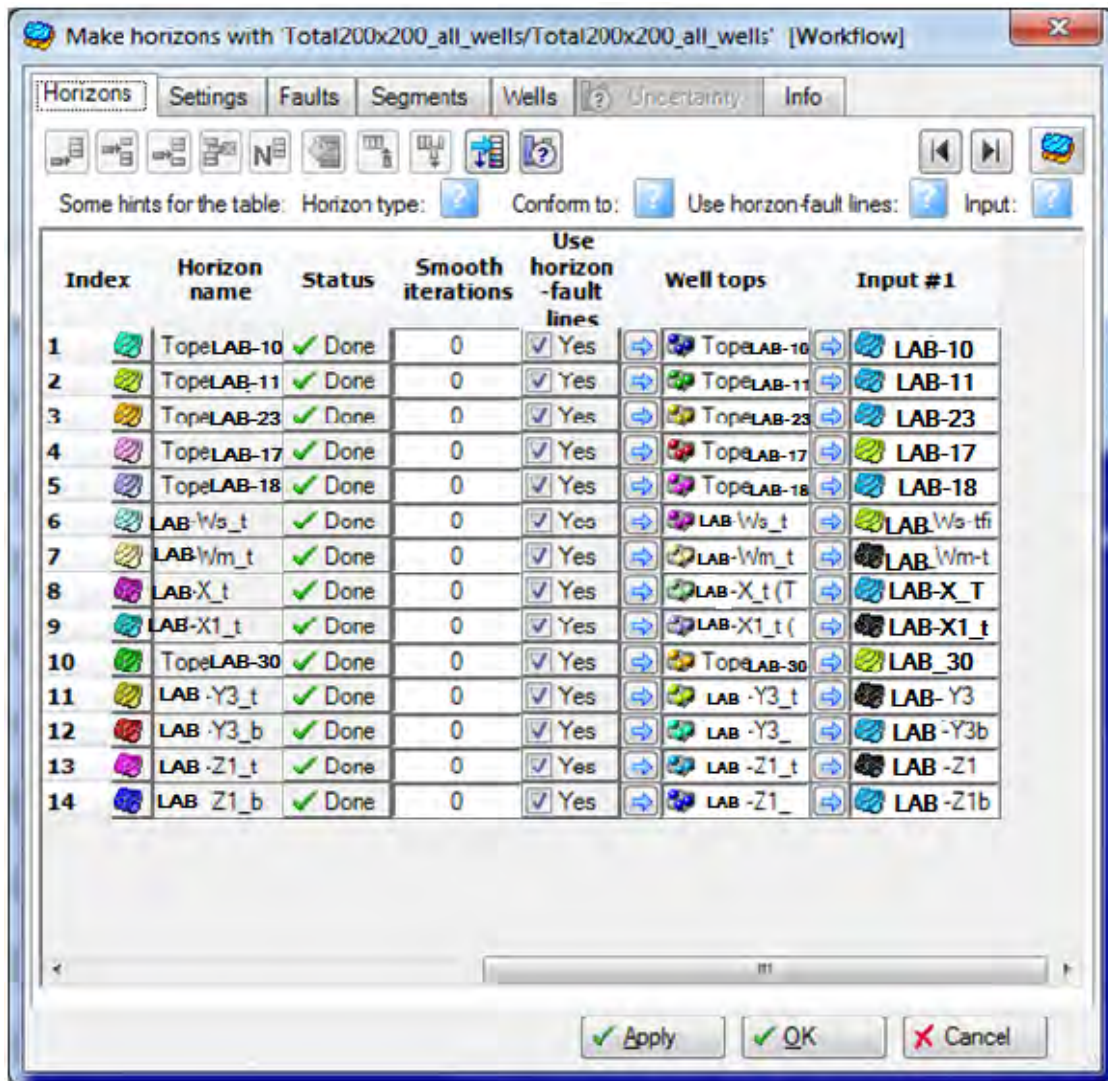 Make horizons with 'Total200x200_all_wells/Total200x200_all_wells' [Workflow]
Horizons Settings Faults Segments Wells Uncertainty Info
Some hints for the table: Horizon type: ? Conform to: ? Use horizon-fault lines: ? Input: ?
Index Horizon name Status Smooth iterations Use horizon -fault lines Well tops Input #1
1 TopeLAB-10 Done 0 Yes TopeLAB-10 LAB-10
2 TopeLAB-11 Done 0 Yes TopeLAB-11 LAB-11
3 TopeLAB-23 Done 0 Yes TopeLAB-23 LAB-23
4 TopeLAB-17 Done 0 Yes TopeLAB-17 LAB-17
5 TopeLAB-18 Done 0 Yes TopeLAB-18 LAB-18
6 LAB-Ws_t Done 0 Yes LAB-Ws_t LAB_Ws-tfi
7 LAB-Wm_t Done 0 Yes LAB-Wm_t LAB_Wm-t
8 LAB-X_t Done 0 Yes LAB-X_t (T LAB-X_T
9 LAB-X1_t Done 0 Yes LAB-X1_t ( LAB-X1_t
10 TopeLAB-30 Done 0 Yes TopeLAB-30 LAB_30
11 LAB -Y3_t Done 0 Yes LAB -Y3_t LAB- Y3
12 LAB -Y3_b Done 0 Yes LAB -Y3_ LAB -Y3b
13 LAB -Z1_t Done 0 Yes LAB -Z1_t LAB -Z1
14 LAB Z1_b Done 0 Yes LAB -Z1_ LAB -Z1b
Apply OK Cancel